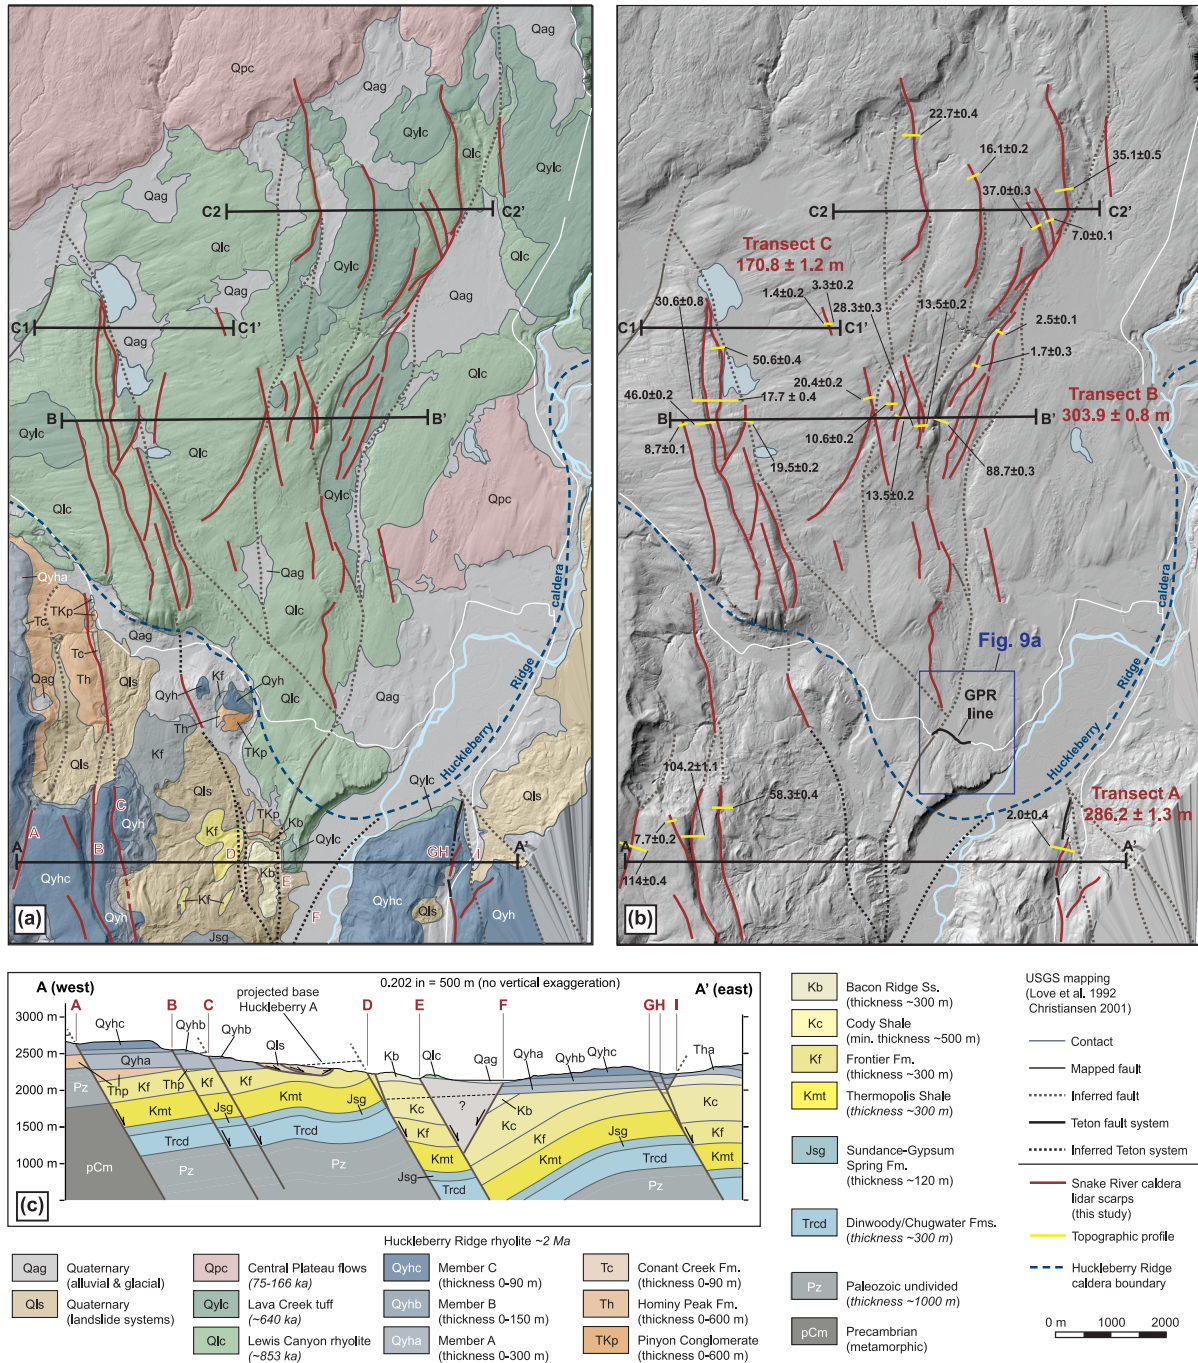 Qag
Qpc
Qag
Qylc
Qlc
Qylc
Qag
C2
C2'
Qlc
Qylc
Qlc
Qag
Qag
C1
C1'
Qag
Qlc
B
B'
Qylc
Qlc
Qpc
Qylc
Qlc
Qag
Qyha
TKp
Tc
Tc
Qag
Th
Qls
Qag
Qlc
caldera
Kf
Qyh
Qyh
Qlc
Qag
Ridge
Th
TKp
Qls
Kf
Huckleberry
Qls
Qylc
Qls
C
Qyh
TKp
Kb
A
Kf
Qylc
B
D
GH
I
A
A'
Qyhc
Kb
E
Qyhc
Kf
F
Qls
Qyh
Jsg
(a)
22.7±0.4
16.1±0.2
35.1±0.5
37.0±0.3
C2
C2'
7.0±0.1
Transect C
170.8 ± 1.2 m
3.3±0.2
1.4±0.2
30.6±0.8
28.3±0.3
13.5±0.2
C1
C1'
2.5±0.1
50.6±0.4
1.7±0.3
20.4±0.2
46.0±0.2
17.7 ± 0.4
Transect B
303.9 ± 0.8 m
B
B'
8.7±0.1
10.6±0.2
19.5±0.2
88.7±0.3
13.5±0.2
caldera
Fig. 9a
Ridge
GPR
line
Huckleberry
104.2±1.1
58.3±0.4
Transect A
286.2 ± 1.3 m
2.0±0.4
7.7±0.2
A
A'
114±0.4
(b)
A (west)
0.202 in = 500 m (no vertical exaggeration)
A' (east)
projected base
Huckleberry A
A
B
C
D
E
F
GH
I
3000 m
2500 m
2000 m
1500 m
1000 m
3000 m
2500 m
2000 m
1500 m
1000 m
Qyhc
Qyhb
Qyhb
Qls
Kb
Qlc
Qag
Qyha
Qyhb
Qyhc
Tha
Qyha
Pz
Thp
Kf
Thp
Kf
Kf
Kmt
Jsg
Kmt
Jsg
Kc
?
Kb
Kc
Kc
Trcd
Trcd
Kf
Kf
Jsg
Kf
pCm
Pz
Pz
Kmt
Kmt
Trcd
Kmt
Jsg
Trcd
Pz
Trcd
(c)
Huckleberry Ridge rhyolite ~2 Ma
Qag
Quaternary
(alluvial & glacial)
Qls
Quaternary
(landslide systems)
Qpc
Central Plateau flows
(75-166 ka)
Qylc
Lava Creek tuff
(~640 ka)
Qlc
Lewis Canyon rhyolite
(~853 ka)
Qyhc
Member C
(thickness 0-90 m)
Qyhb
Member B
(thickness 0-150 m)
Qyha
Member A
(thickness 0-300 m)
Tc
Conant Creek Fm.
(thickness 0-90 m)
Th
Hominy Peak Fm.
(thickness 0-600 m)
TKp
Pinyon Conglomerate
(thickness 0-600 m)
Kb
Bacon Ridge Ss.
(thickness ~300 m)
Kc
Cody Shale
(min. thickness ~500 m)
Kf
Frontier Fm.
(thickness ~300 m)
Kmt
Thermopolis Shale
(thickness ~300 m)
Jsg
Sundance-Gypsum
Spring Fm.
(thickness ~120 m)
Trcd
Dinwoody/Chugwater Fms.
(thickness ~300 m)
Pz
Paleozoic undivided
(thickness ~1000 m)
pCm
Precambrian
(metamorphic)
USGS mapping
(Love et al. 1992
Christiansen 2001)
Contact
Mapped fault
Inferred fault
Teton fault system
Inferred Teton system
Snake River caldera
lidar scarps
(this study)
Topographic profile
Huckleberry Ridge
caldera boundary
0 m 1000 2000